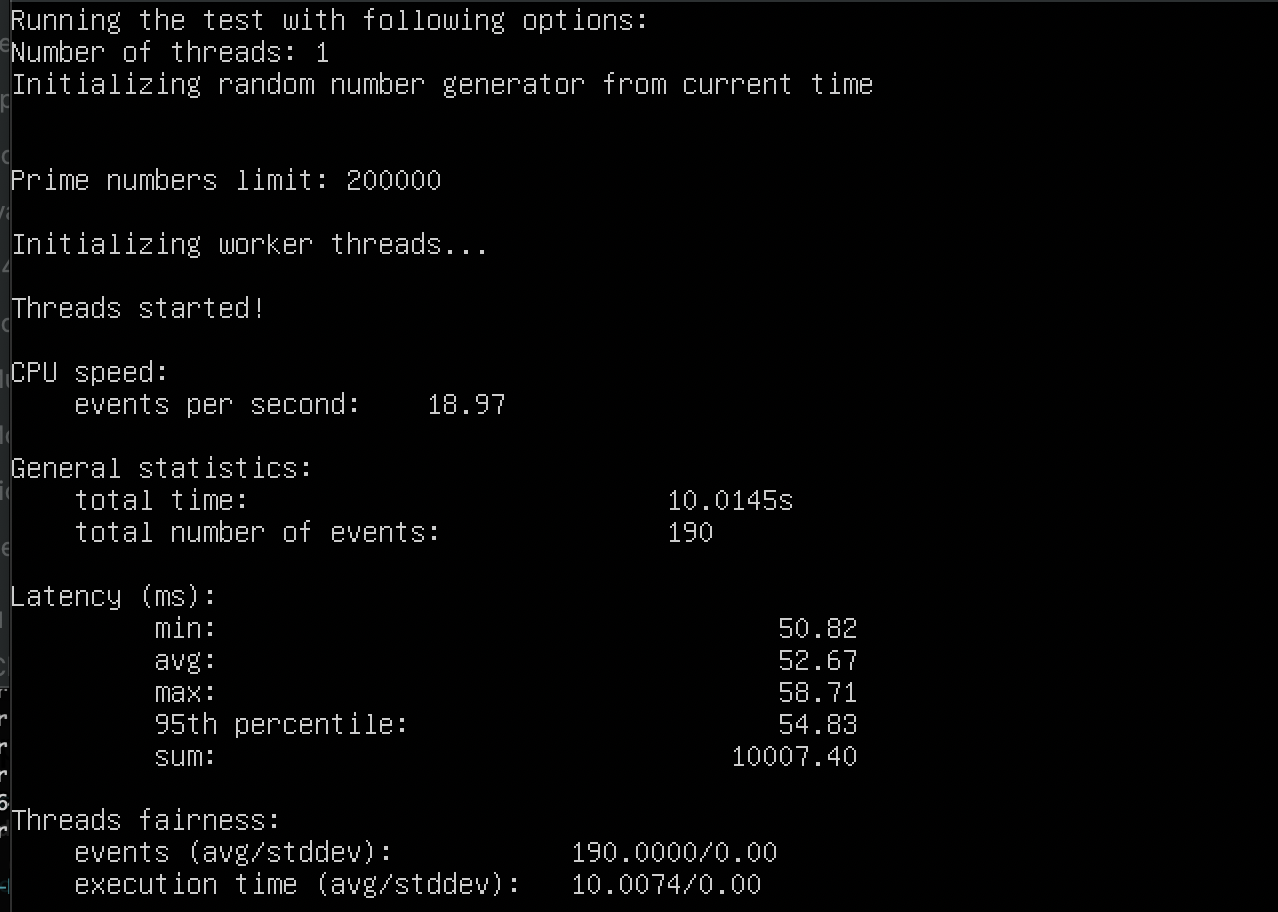 Running the test with following options:
Number of threads: 1
Initializing random number generator from current time
Prime numbers limit: 200000
Initializing worker threads...
Threads started!
CPU speed:
    events per second:    18.97
General statistics:
    total time:                          10.0145s
    total number of events:              190
Latency (ms):
         min:                                   50.82
         avg:                                   52.67
         max:                                   58.71
         95th percentile:                       54.83
         sum:                                10007.40
Threads fairness:
    events (avg/stddev):           190.0000/0.00
    execution time (avg/stddev):   10.0074/0.00